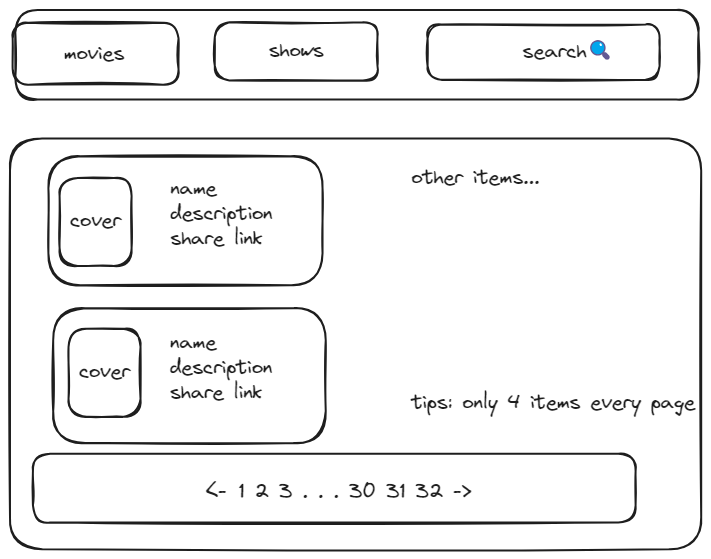 movies
shows
search
cover
name
description
share link
other items...
cover
name
description
share link
tips: only 4 items every page
<- 1 2 3 . . . 30 31 32 ->